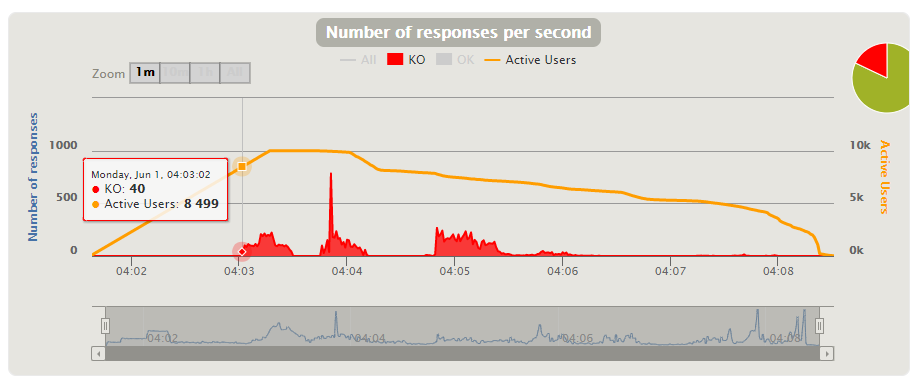 Number of responses per second
All KO OK Active Users
Zoom 1m 10m 1h All
Number of responses
1000
500
0
10k
5k
0k
Active Users
Monday, Jun 1, 04:03:02
KO: 40
Active Users: 8 499
04:02 04:03 04:04 04:05 04:06 04:07 04:08
04:02 04:04 04:06 04:08